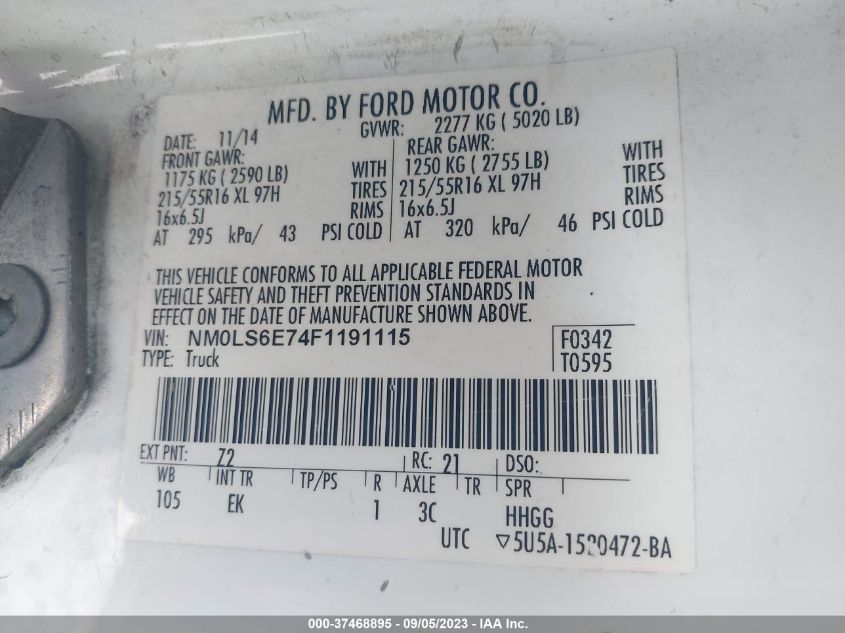 MFD. BY FORD MOTOR CO.
DATE: 11/14 GVWR: 2277 KG ( 5020 LB)
FRONT GAWR: REAR GAWR:
1175 KG ( 2590 LB) WITH 1250 KG ( 2755 LB) WITH
215/55R16 XL 97H TIRES 215/55R16 XL 97H TIRES
16x6.5J RIMS 16x6.5J RIMS
AT 295 kPa/ 43 PSI COLD AT 320 kPa/ 46 PSI COLD
THIS VEHICLE CONFORMS TO ALL APPLICABLE FEDERAL MOTOR
VEHICLE SAFETY AND THEFT PREVENTION STANDARDS IN
EFFECT ON THE DATE OF MANUFACTURE SHOWN ABOVE.
VIN: NM0LS6E74F1191115 F0342
TYPE: Truck T0595
EXT PNT: Z2 RC: 21 DSO:
WB INT TR TP/PS R AXLE TR SPR
105 EK 1 3C HHGG
UTC ▽5U5A-1520472-BA
000-37468895 - 09/05/2023 - IAA Inc.